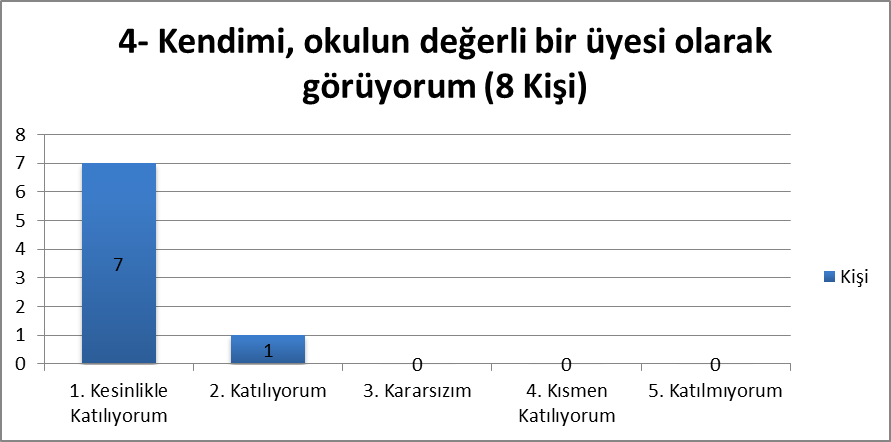 4- Kendimi, okulun değerli bir üyesi olarak
görüyorum (8 Kişi)
8
7
6
5
4
3
2
1
0
7
1
0
0
0
1. Kesinlikle
Katılıyorum
2. Katılıyorum
3. Kararsızım
4. Kısmen
Katılıyorum
5. Katılmıyorum
Kişi